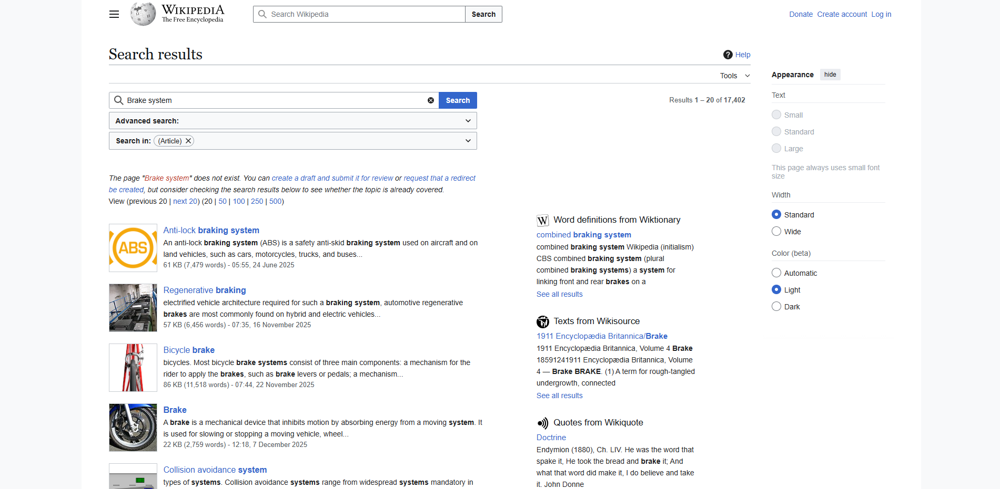 WIKIPEDIA
The Free Encyclopedia
Search Wikipedia
Search
Donate Create account Log in
Search results
Help
Tools
Brake system
Search
Results 1 – 20 of 17,402
Advanced search:
Search in: (Article)
The page "Brake system" does not exist. You can create a draft and submit it for review or request that a redirect
be created, but consider checking the search results below to see whether the topic is already covered.
View (previous 20 | next 20) (20 | 50 | 100 | 250 | 500)
ABS
Anti-lock braking system
An anti-lock braking system (ABS) is a safety anti-skid braking system used on aircraft and on
land vehicles, such as cars, motorcycles, trucks, and buses...
61 KB (7,479 words) - 05:55, 24 June 2025
Regenerative braking
electrified vehicle architecture required for such a braking system, automotive regenerative
brakes are most commonly found on hybrid and electric vehicles...
57 KB (6,456 words) - 07:35, 16 November 2025
Bicycle brake
bicycles. Most bicycle brake systems consist of three main components: a mechanism for the
rider to apply the brakes, such as brake levers or pedals; a mechanism...
86 KB (11,518 words) - 07:44, 22 November 2025
Brake
A brake is a mechanical device that inhibits motion by absorbing energy from a moving system. It
is used for slowing or stopping a moving vehicle, wheel...
22 KB (2,759 words) - 12:18, 7 December 2025
Collision avoidance system
types of systems. Collision avoidance systems range from widespread systems mandatory in
W Word definitions from Wiktionary
combined braking system
combined braking system Wikipedia (initialism)
CBS combined braking system (plural
combined braking systems) a system for
linking front and rear brakes on a
See all results
Texts from Wikisource
1911 Encyclopædia Britannica/Brake
1911 Encyclopædia Britannica, Volume 4 Brake
18591241911 Encyclopædia Britannica, Volume
4 — Brake BRAKE. (1) A term for rough-tangled
undergrowth, connected
See all results
Quotes from Wikiquote
Doctrine
Endymion (1880), Ch. LIV. He was the word that
spake it, He took the bread and brake it; And
what that word did make it, I do believe and take
it. John Donne
Appearance hide
Text
Small
Standard
Large
This page always uses small font
size
Width
Standard
Wide
Color (beta)
Automatic
Light
Dark